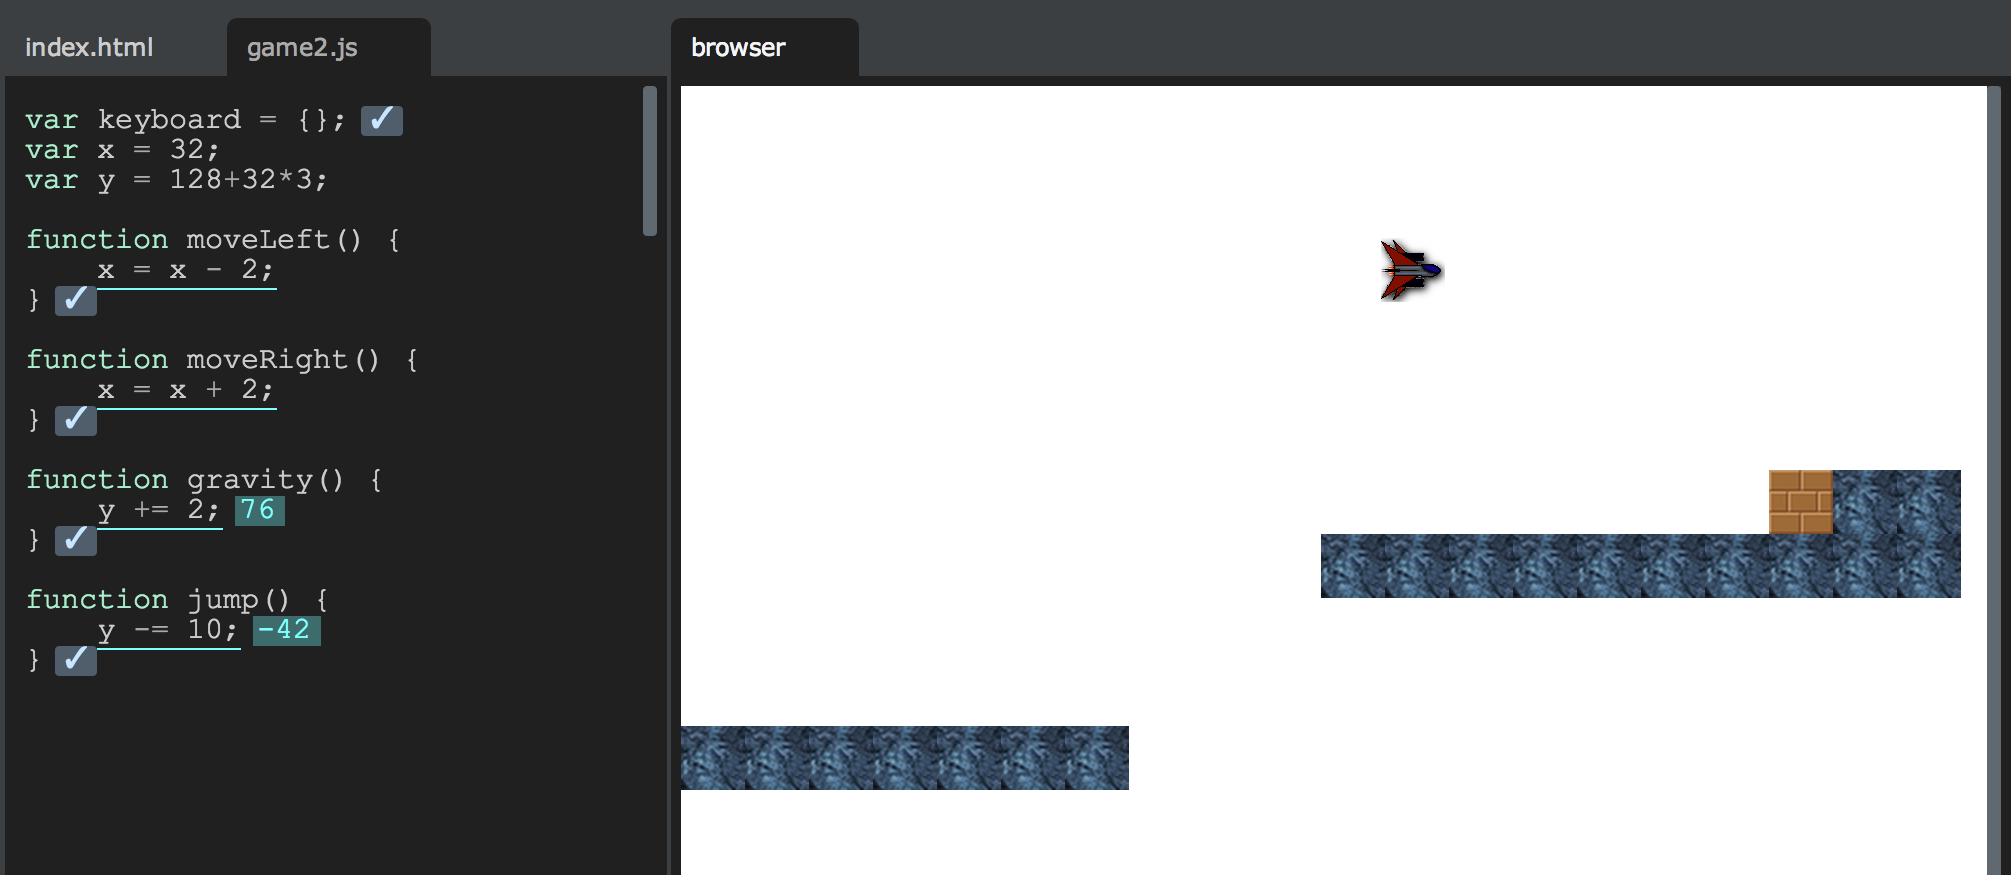 index.html
game2.js
browser
var keyboard = {}; ✓
var x = 32;
var y = 128+32*3;
function moveLeft() {
x = x - 2;
} ✓
function moveRight() {
x = x + 2;
} ✓
function gravity() {
y += 2; 76
} ✓
function jump() {
y -= 10; -42
} ✓